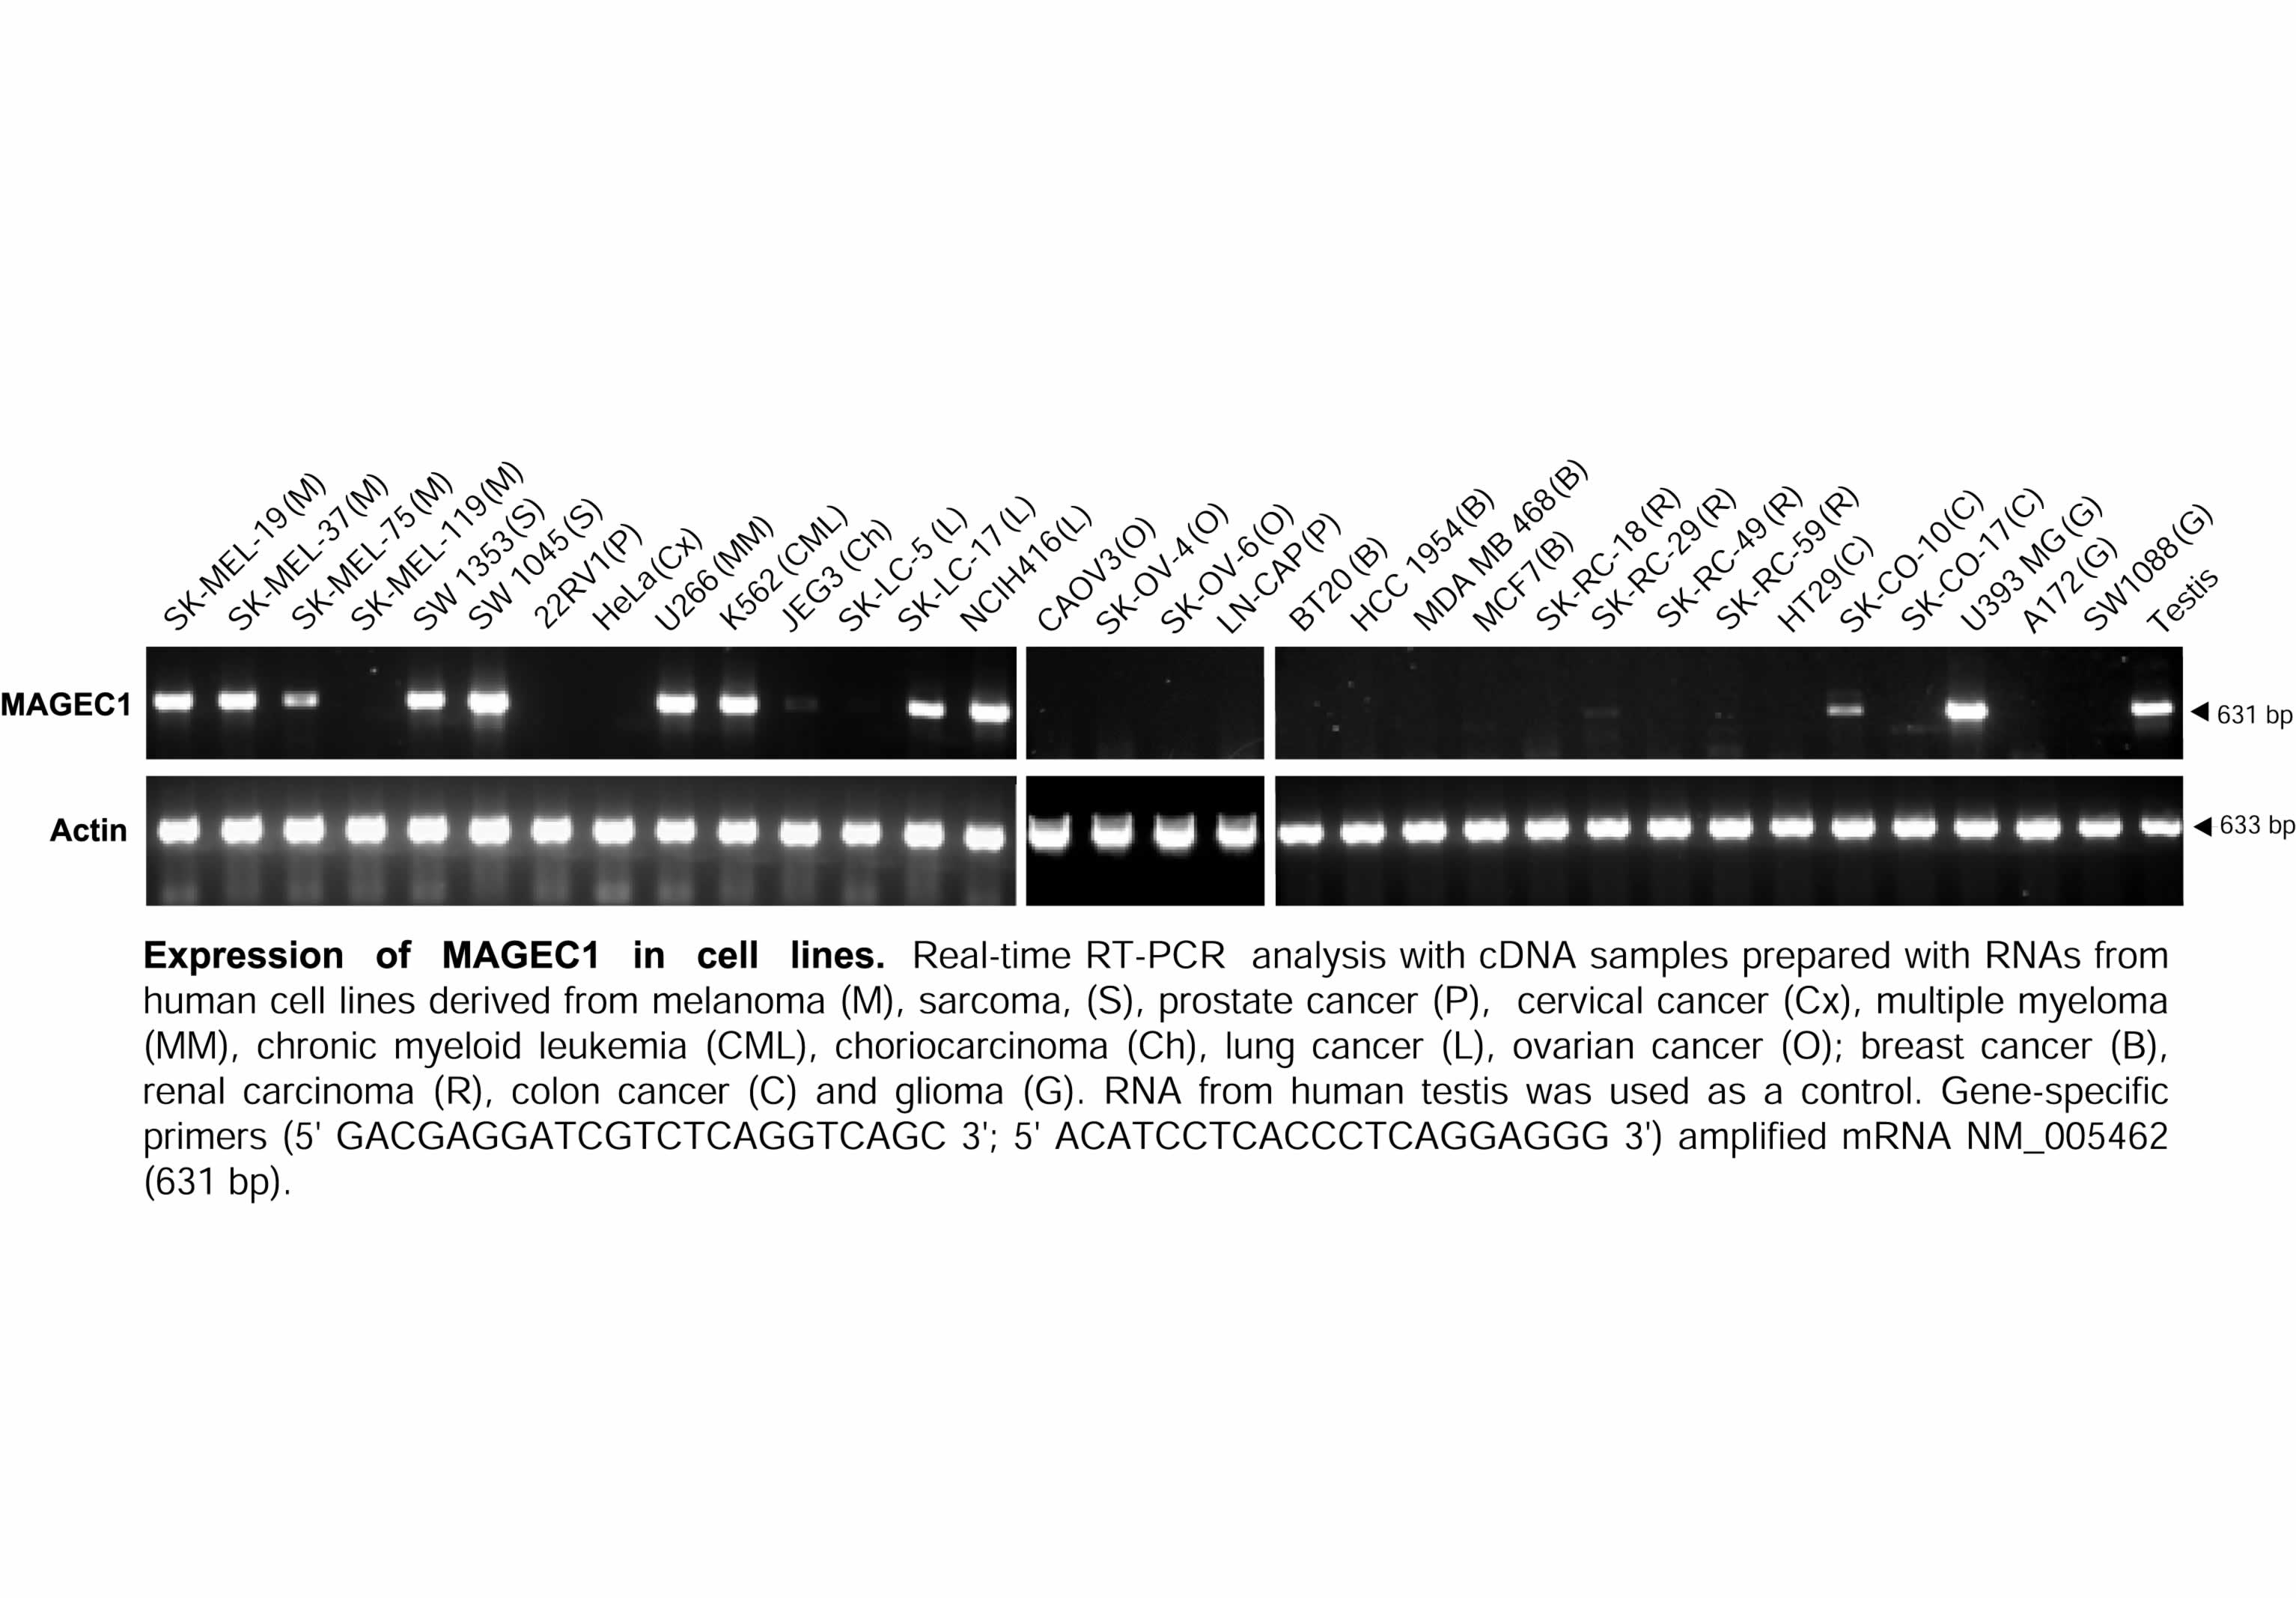 SK-MEL-19 (M)
SK-MEL-37(M)
SK-MEL-75 (M)
SK-MEL-119 (M)
SW 1353 (S)
SW 1045 (S)
22RV1(P)
HeLa(Cx)
U266 (MM)
K562 (CML)
JEG3 (Ch)
SK-LC-5 (L)
SK-LC-17 (L)
NCIH416(L)
CAOV3(O)
SK-OV-4 (O)
SK-OV-6(O)
LN-CAP(P)
BT20 (B)
HCC 1954(B)
MDA MB 468(B)
MCF7(B)
SK-RC-18 (R)
SK-RC-29 (R)
SK-RC-49 (R)
SK-RC-59 (R)
HT29(C)
SK-CO-10(C)
SK-CO-17(C)
U393 MG(G)
A172(G)
SW1088(G)
Testis
MAGEC1
631 bp
Actin
633 bp
Expression of MAGEC1 in cell lines. Real-time RT-PCR analysis with cDNA samples prepared with RNAs from
human cell lines derived from melanoma (M), sarcoma, (S), prostate cancer (P), cervical cancer (Cx), multiple myeloma
(MM), chronic myeloid leukemia (CML), choriocarcinoma (Ch), lung cancer (L), ovarian cancer (O); breast cancer (B),
renal carcinoma (R), colon cancer (C) and glioma (G). RNA from human testis was used as a control. Gene-specific
primers (5' GACGAGGATCGTCTCAGGTCAGC 3'; 5' ACATCCTCACCCTCAGGAGGG 3') amplified mRNA NM_005462
(631 bp).